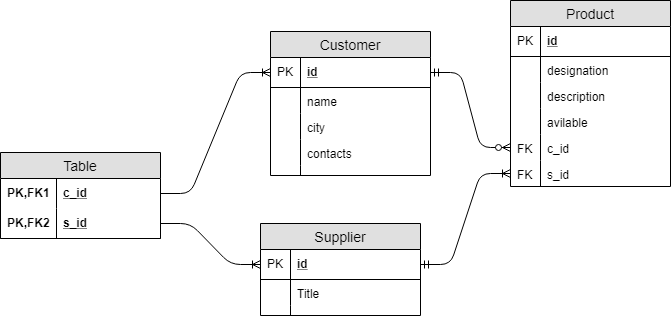 Product
PK id
designation
description
avilable
FK c_id
FK s_id
Customer
PK id
name
city
contacts
Table
PK,FK1 c_id
PK,FK2 s_id
Supplier
PK id
Title